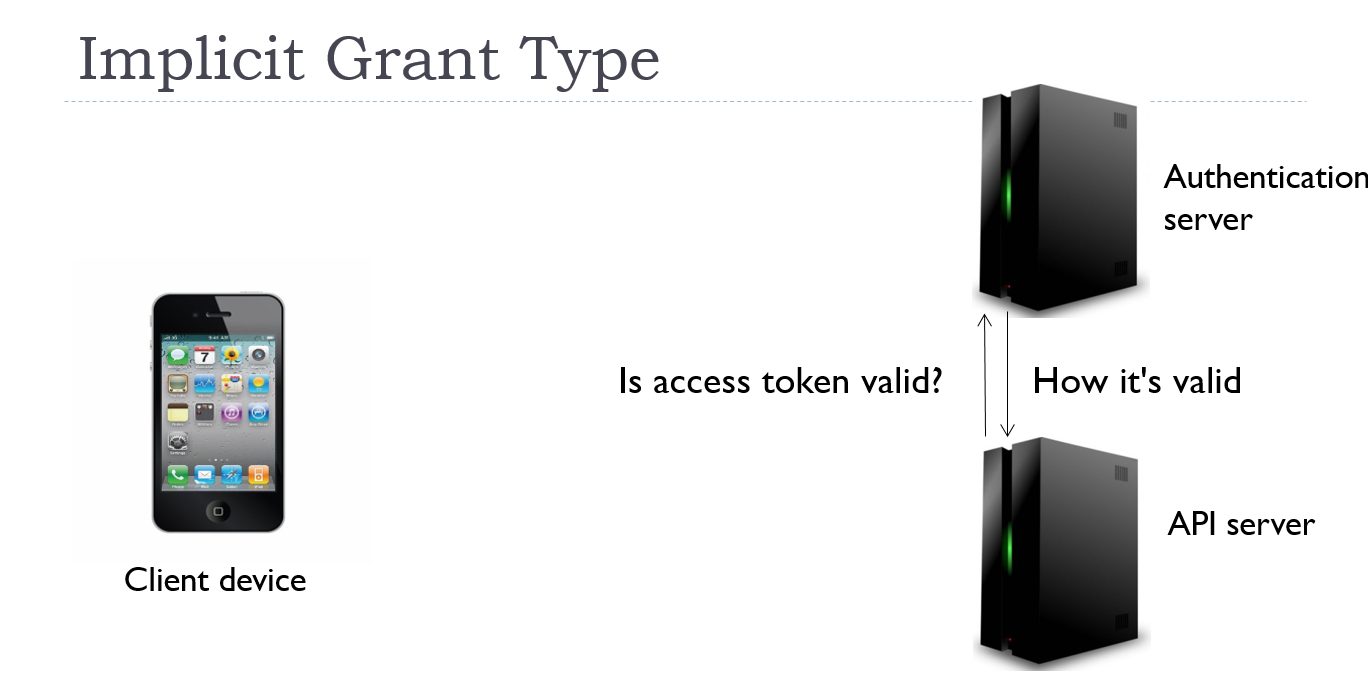 Implicit Grant Type
Authentication
server
Is access token valid?
How it's valid
API server
Client device